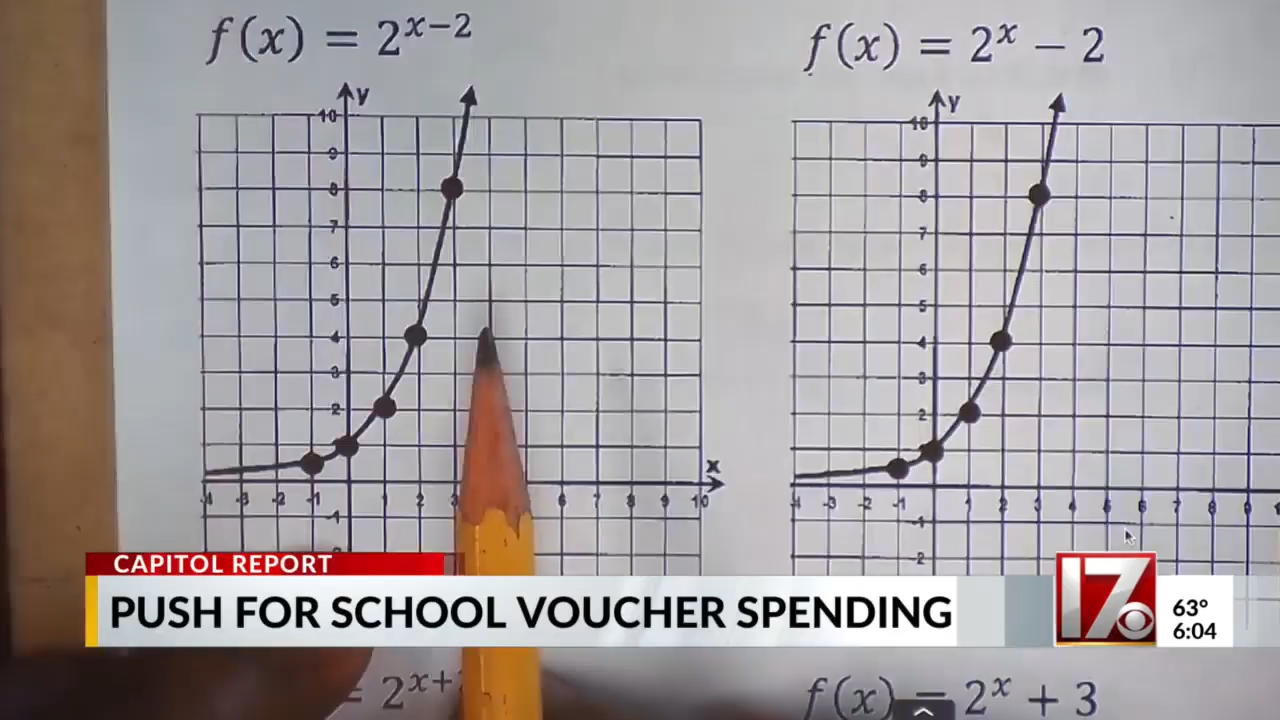 f(x) = 2^{x-2}
f(x) = 2^x - 2
y
10
9
8
7
6
5
4
3
2
-4 -3 -2 -1 1 2 3 6 7 8 9 10
x
-1
y
10
9
8
7
6
5
4
3
2
-4 -3 -2 -1 1 2 3 4 5 6 7 8 9
-1
-2
CAPITOL REPORT
PUSH FOR SCHOOL VOUCHER SPENDING
17
63°
6:04
= 2^{x+
f(x) = 2^x + 3